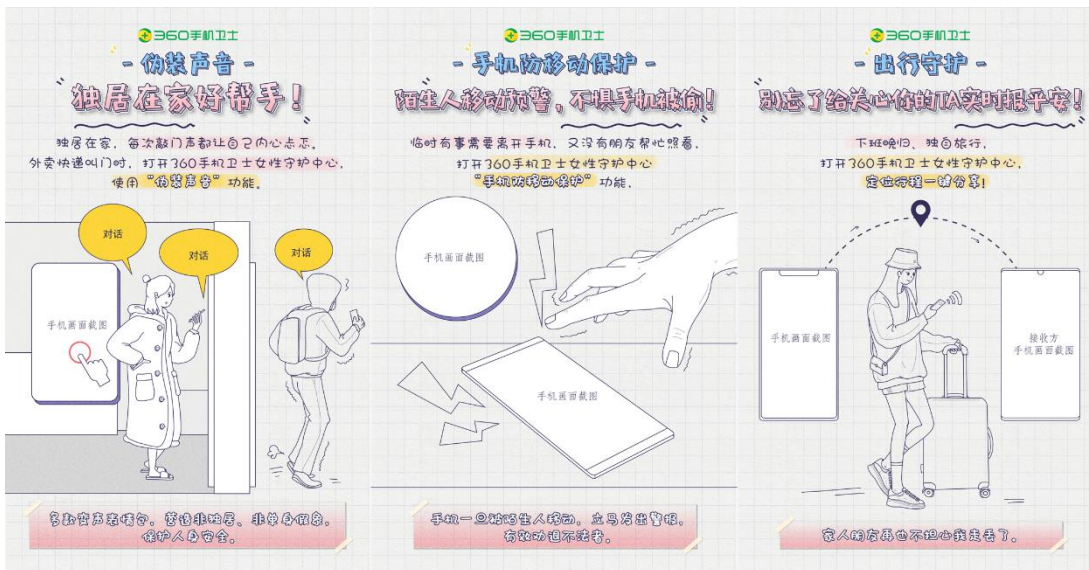 360手机卫士
- 伪装声音 -
独居在家好帮手！
独居在家，每次敲门声都让自己内心忐忑。
外卖快递叫门时，打开360手机卫士女性守护中心，
使用“伪装声音”功能。
对话
对话
对话
手机画面截图
多款变声者情句，营造非独居、非单身假象，
保护人身安全。
360手机卫士
- 手机防移动保护 -
陌生人移动预警，不惧手机被偷！
临时有事需要离开手机，又没有朋友帮忙照看，
打开360手机卫士女性守护中心
“手机防移动保护”功能。
手机画面截图
手机画面截图
手机一旦被陌生人移动，立马发出警报，
有效劝退不法者。
360手机卫士
- 出行守护 -
别忘了给关心你的TA实时报平安！
下班晚归、独自旅行，
打开360手机卫士女性守护中心，
定位行程一键分享！
手机画面截图
接收方
手机画面截图
家人朋友再也不担心我走丢了。